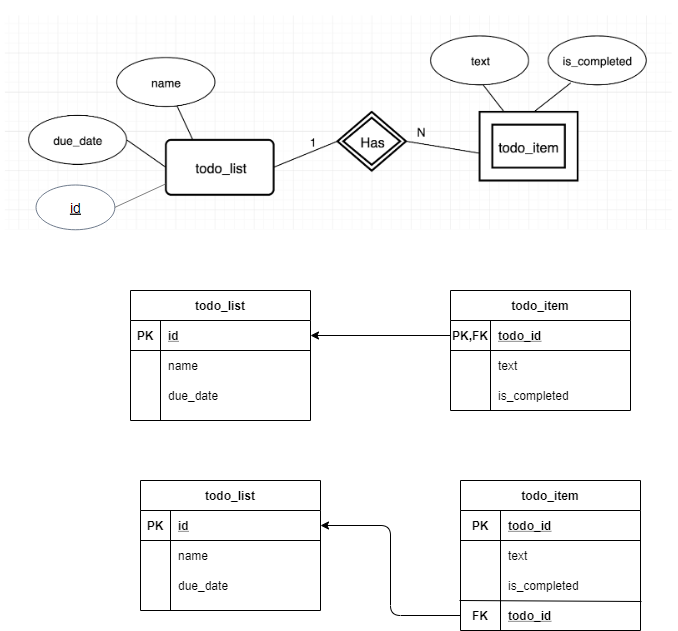 text
is_completed
name
due_date
1
Has
N
todo_list
todo_item
id
todo_list
PK id
name
due_date
todo_item
PK,FK todo_id
text
is_completed
todo_list
PK id
name
due_date
todo_item
PK todo_id
text
is_completed
FK todo_id